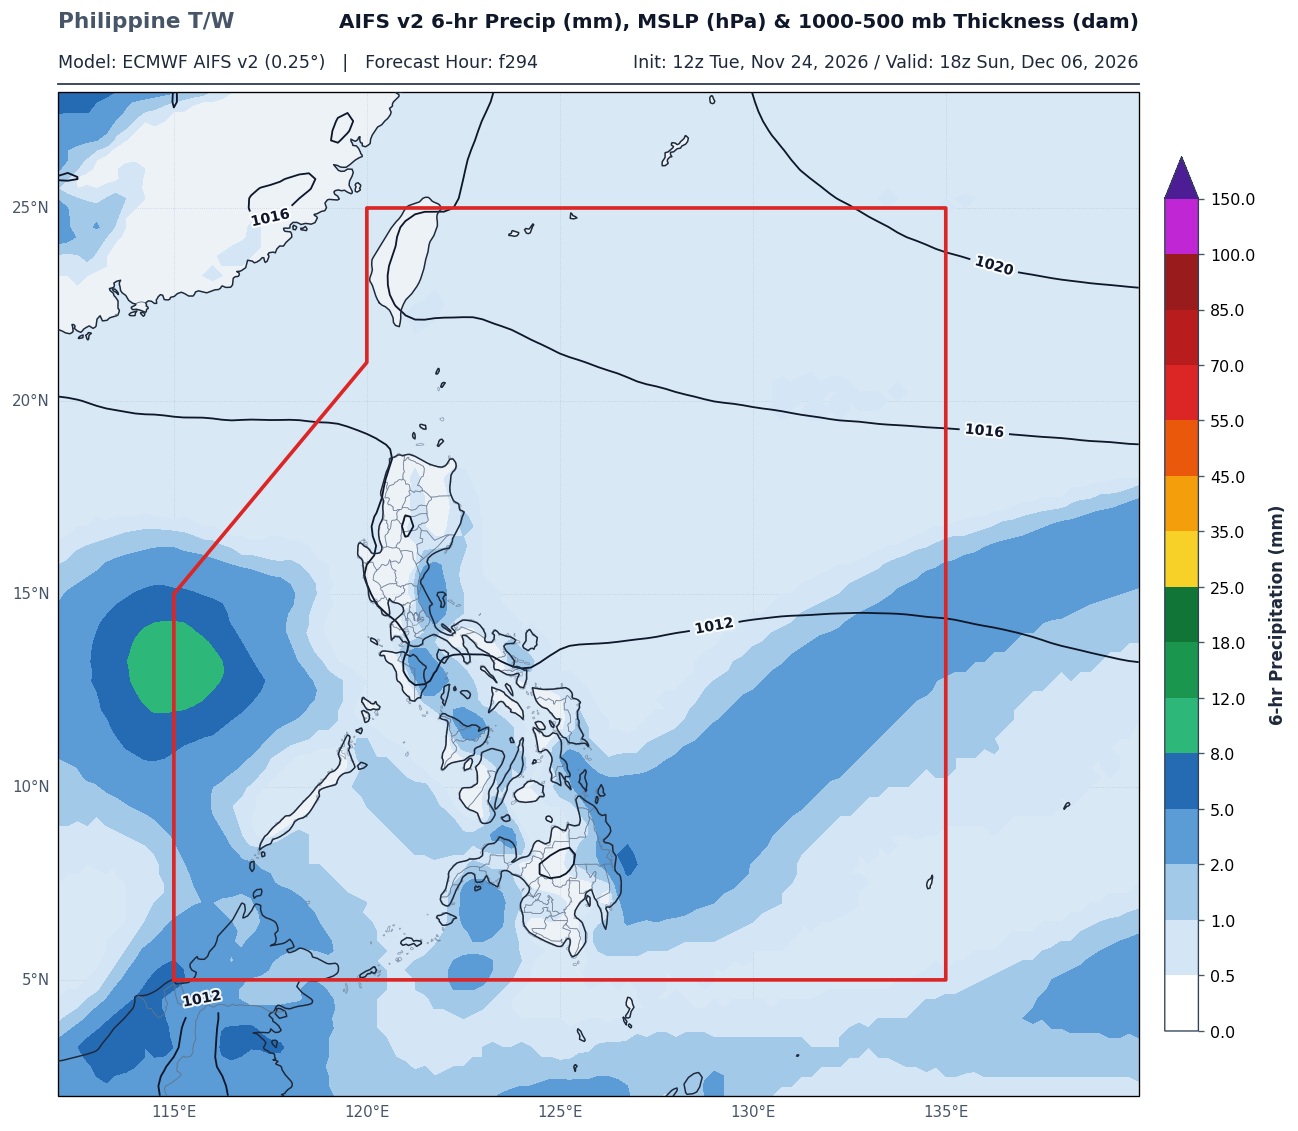 Philippine T/W
AIFS v2 6-hr Precip (mm), MSLP (hPa) & 1000-500 mb Thickness (dam)
Model: ECMWF AIFS v2 (0.25°) | Forecast Hour: f294
Init: 12z Tue, Nov 24, 2026 / Valid: 18z Sun, Dec 06, 2026
25°N
20°N
15°N
10°N
5°N
115°E
120°E
125°E
130°E
135°E
1016
1020
1016
1012
1012
150.0
100.0
85.0
70.0
55.0
45.0
35.0
25.0
18.0
12.0
8.0
5.0
2.0
1.0
0.5
0.0
6-hr Precipitation (mm)